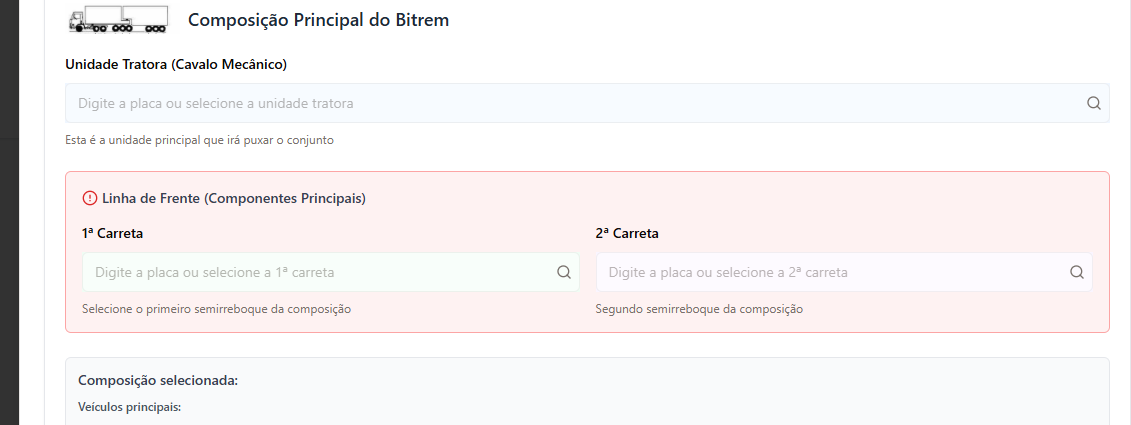 Composição Principal do Bitrem
Unidade Tratora (Cavalo Mecânico)
Digite a placa ou selecione a unidade tratora
Esta é a unidade principal que irá puxar o conjunto
Linha de Frente (Componentes Principais)
1ª Carreta
2ª Carreta
Digite a placa ou selecione a 1ª carreta
Digite a placa ou selecione a 2ª carreta
Selecione o primeiro semirreboque da composição
Segundo semirreboque da composição
Composição selecionada:
Veículos principais: